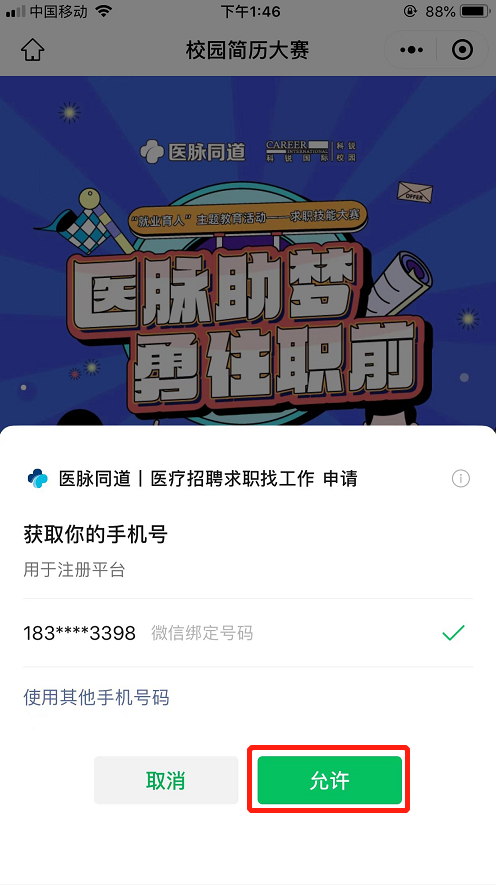 中国移动 下午1:46 88%
校园简历大赛
医脉同道 CAREER INTERNATIONAL 科锐国际 科锐校园
“就业育人”主题教育活动——求职技能大赛
OFFER
医脉助梦
勇往职前
医脉同道丨医疗招聘求职找工作 申请
获取你的手机号
用于注册平台
183****3398 微信绑定号码
使用其他手机号码
取消 允许